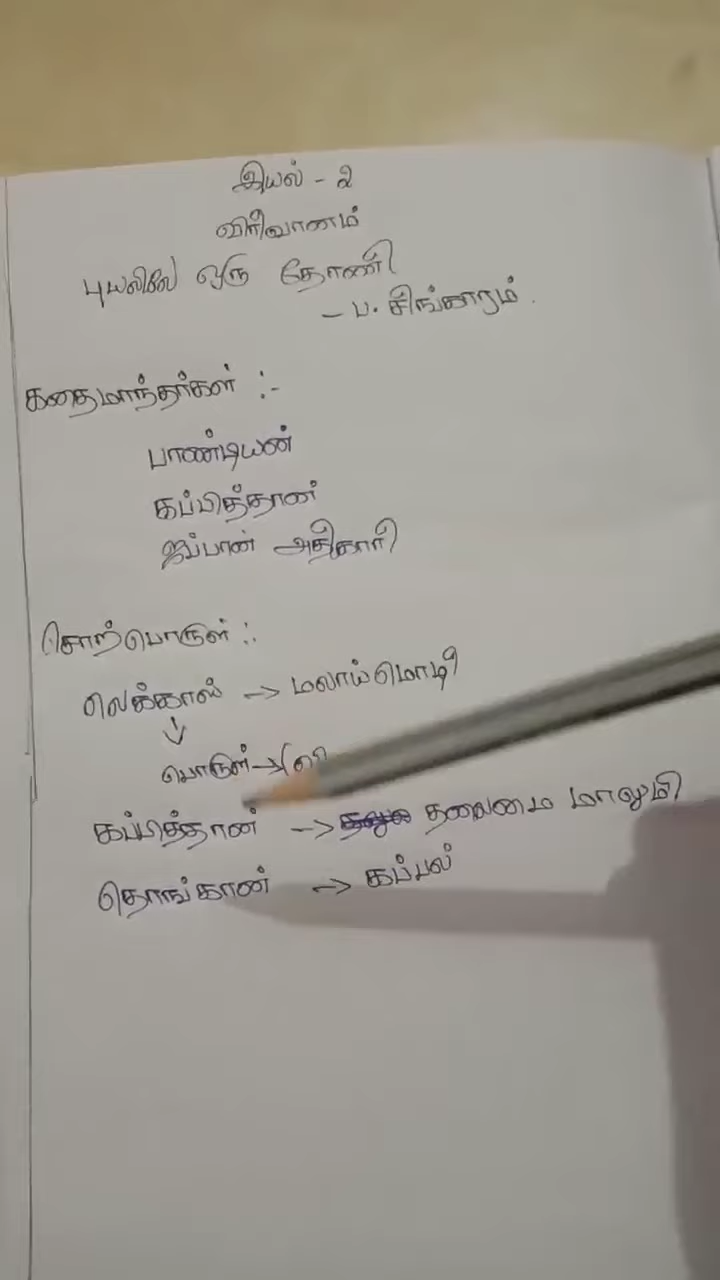 இயல் - 2
விரிவானம்
புயலிலே ஒரு தோணி
- ப. சிங்காரம்.
கதைமாந்தர்கள் :-
பாண்டியன்
கப்பித்தான்
ஜப்பான் அதிகாரி
சொற்பொருள் :-
லெக்காஸ் -> மலாய்மொழி
பொருள் ->
கப்பித்தான் -> தலைமை மாலுமி
தொங்கான் -> கப்பல்